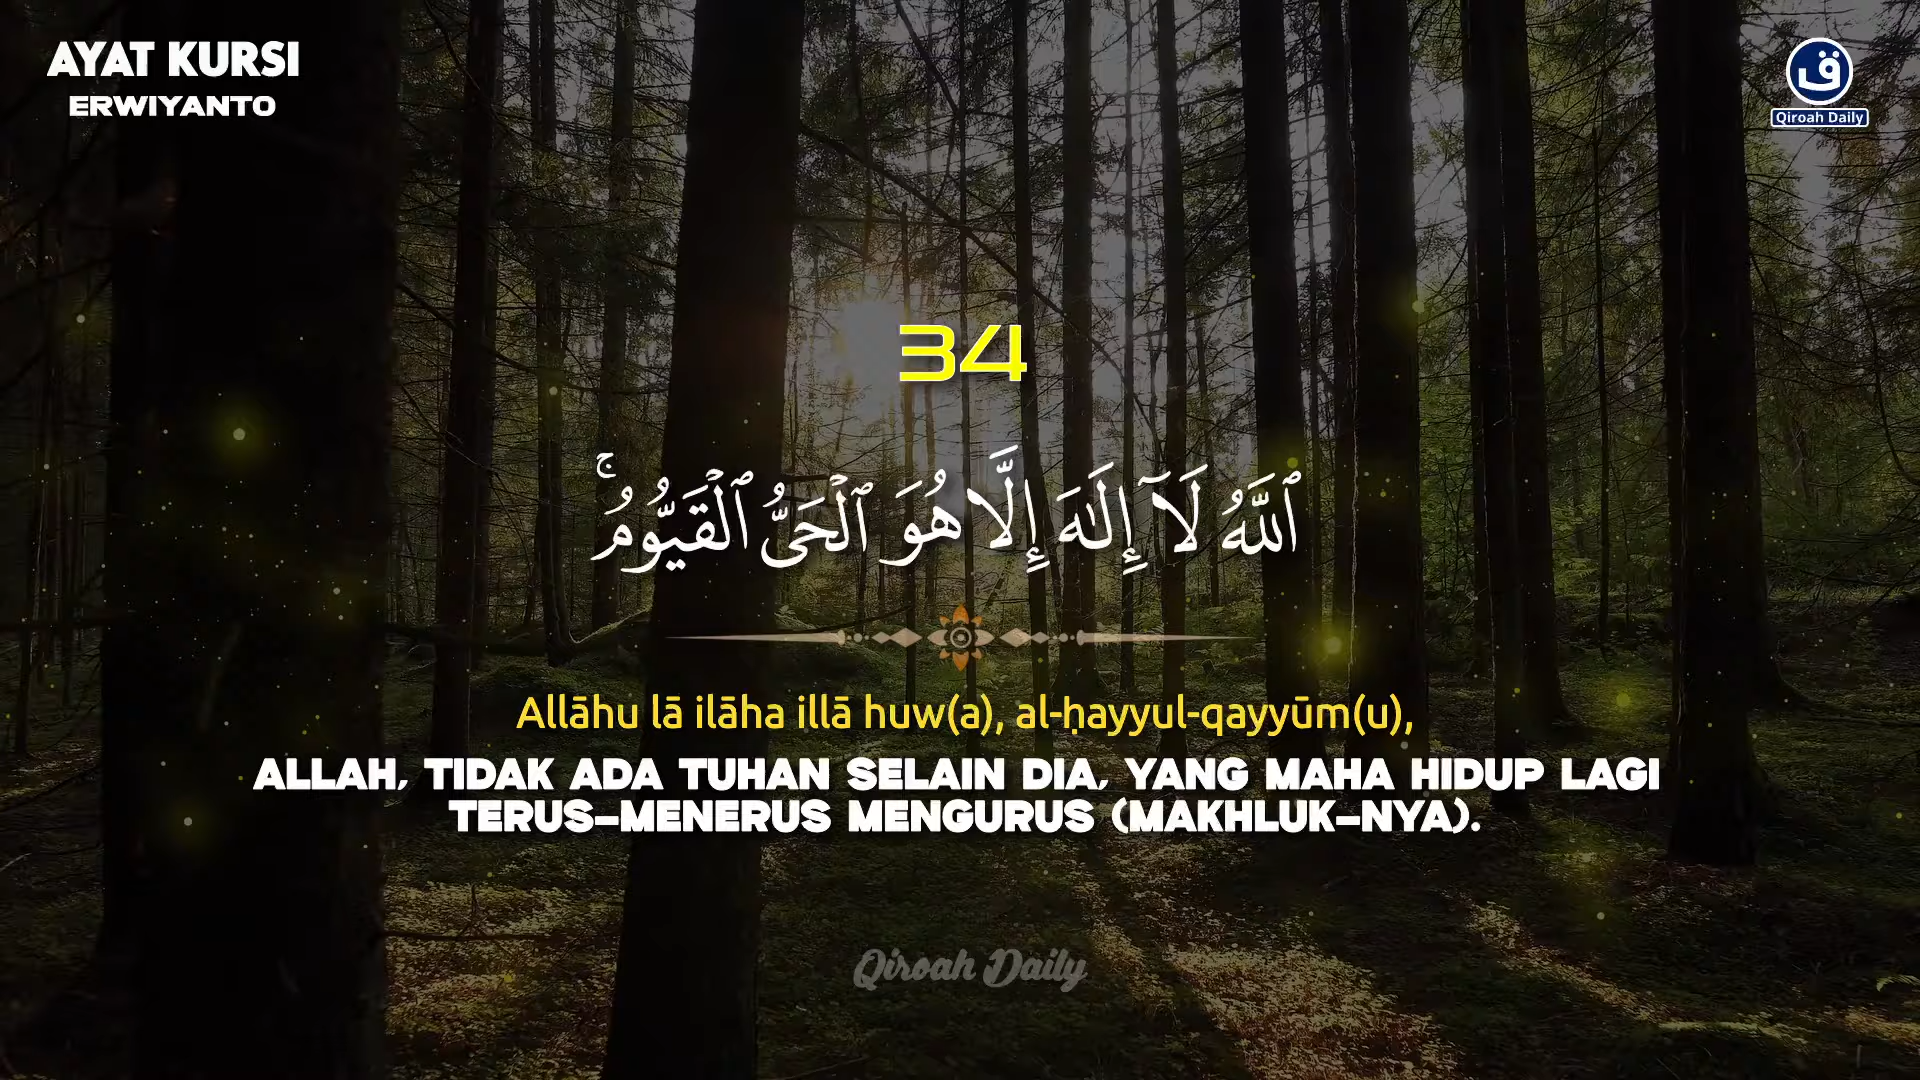 AYAT KURSI
ERWIYANTO
ق
Qiroah Daily
34
ٱللَّهُ لَآ إِلَـٰهَ إِلَّا هُوَ ٱلْحَىُّ ٱلْقَيُّومُ ۚ
Allāhu lā ilāha illā huw(a), al-ḥayyul-qayyūm(u),
ALLAH, TIDAK ADA TUHAN SELAIN DIA, YANG MAHA HIDUP LAGI
TERUS-MENERUS MENGURUS (MAKHLUK-NYA).
Qiroah Daily